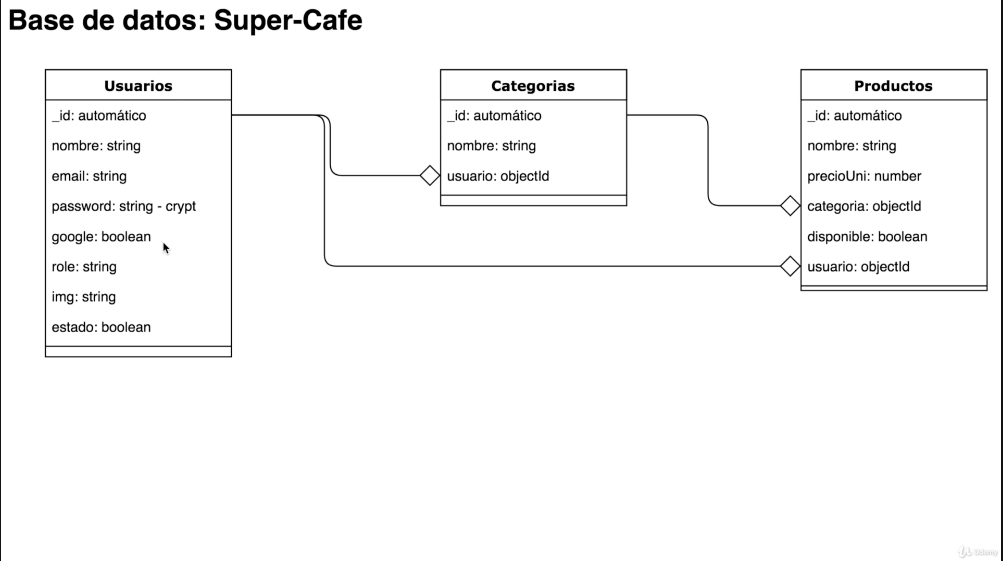 Base de datos: Super-Cafe
Usuarios
_id: automático
nombre: string
email: string
password: string - crypt
google: boolean
role: string
img: string
estado: boolean
Categorias
_id: automático
nombre: string
usuario: objectId
Productos
_id: automático
nombre: string
precioUni: number
categoria: objectId
disponible: boolean
usuario: objectId
Udemy